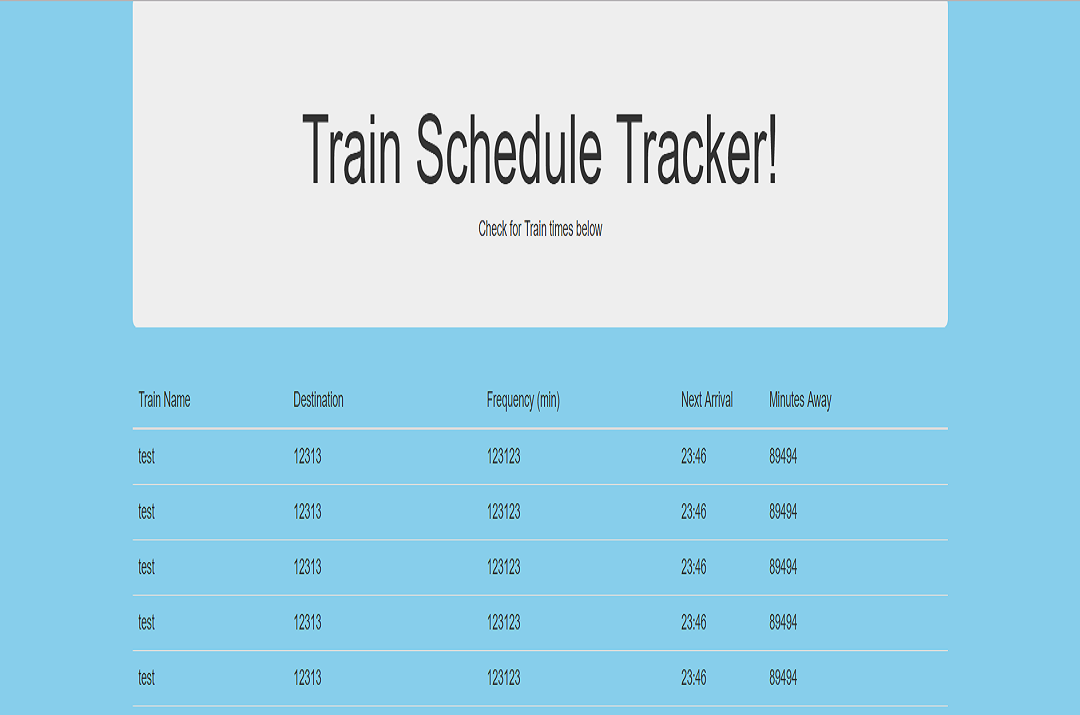 Train Schedule Tracker!
Check for Train times below
Train Name Destination Frequency (min) Next Arrival Minutes Away
test 12313 123123 23:46 89494
test 12313 123123 23:46 89494
test 12313 123123 23:46 89494
test 12313 123123 23:46 89494
test 12313 123123 23:46 89494